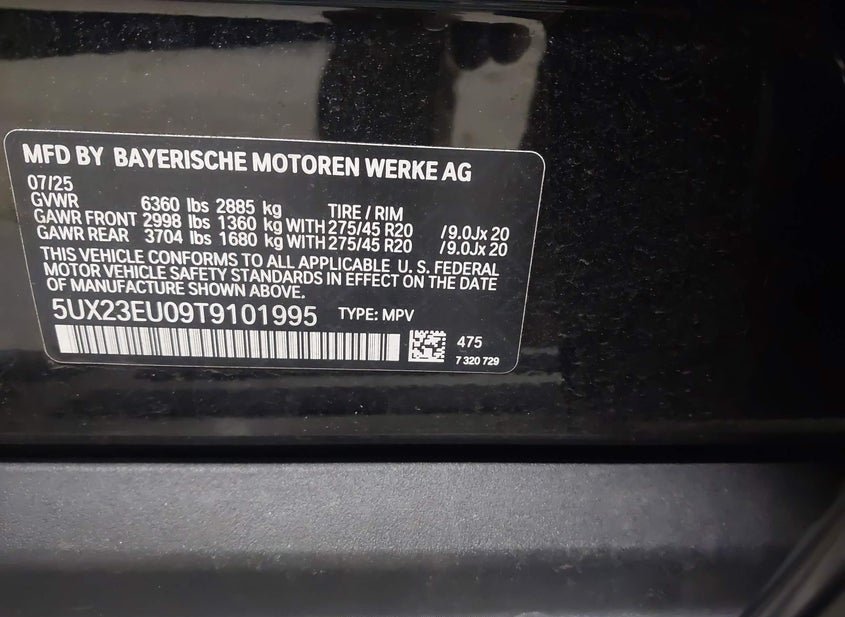 MFD BY BAYERISCHE MOTOREN WERKE AG
07/25
GVWR 6360 lbs 2885 kg TIRE / RIM
GAWR FRONT 2998 lbs 1360 kg WITH 275/45 R20 /9.0Jx 20
GAWR REAR 3704 lbs 1680 kg WITH 275/45 R20 /9.0Jx 20
THIS VEHICLE CONFORMS TO ALL APPLICABLE U. S. FEDERAL
MOTOR VEHICLE SAFETY STANDARDS IN EFFECT ON THE DATE
OF MANUFACTURE SHOWN ABOVE.
5UX23EU09T9101995 TYPE: MPV
475
7 320 729